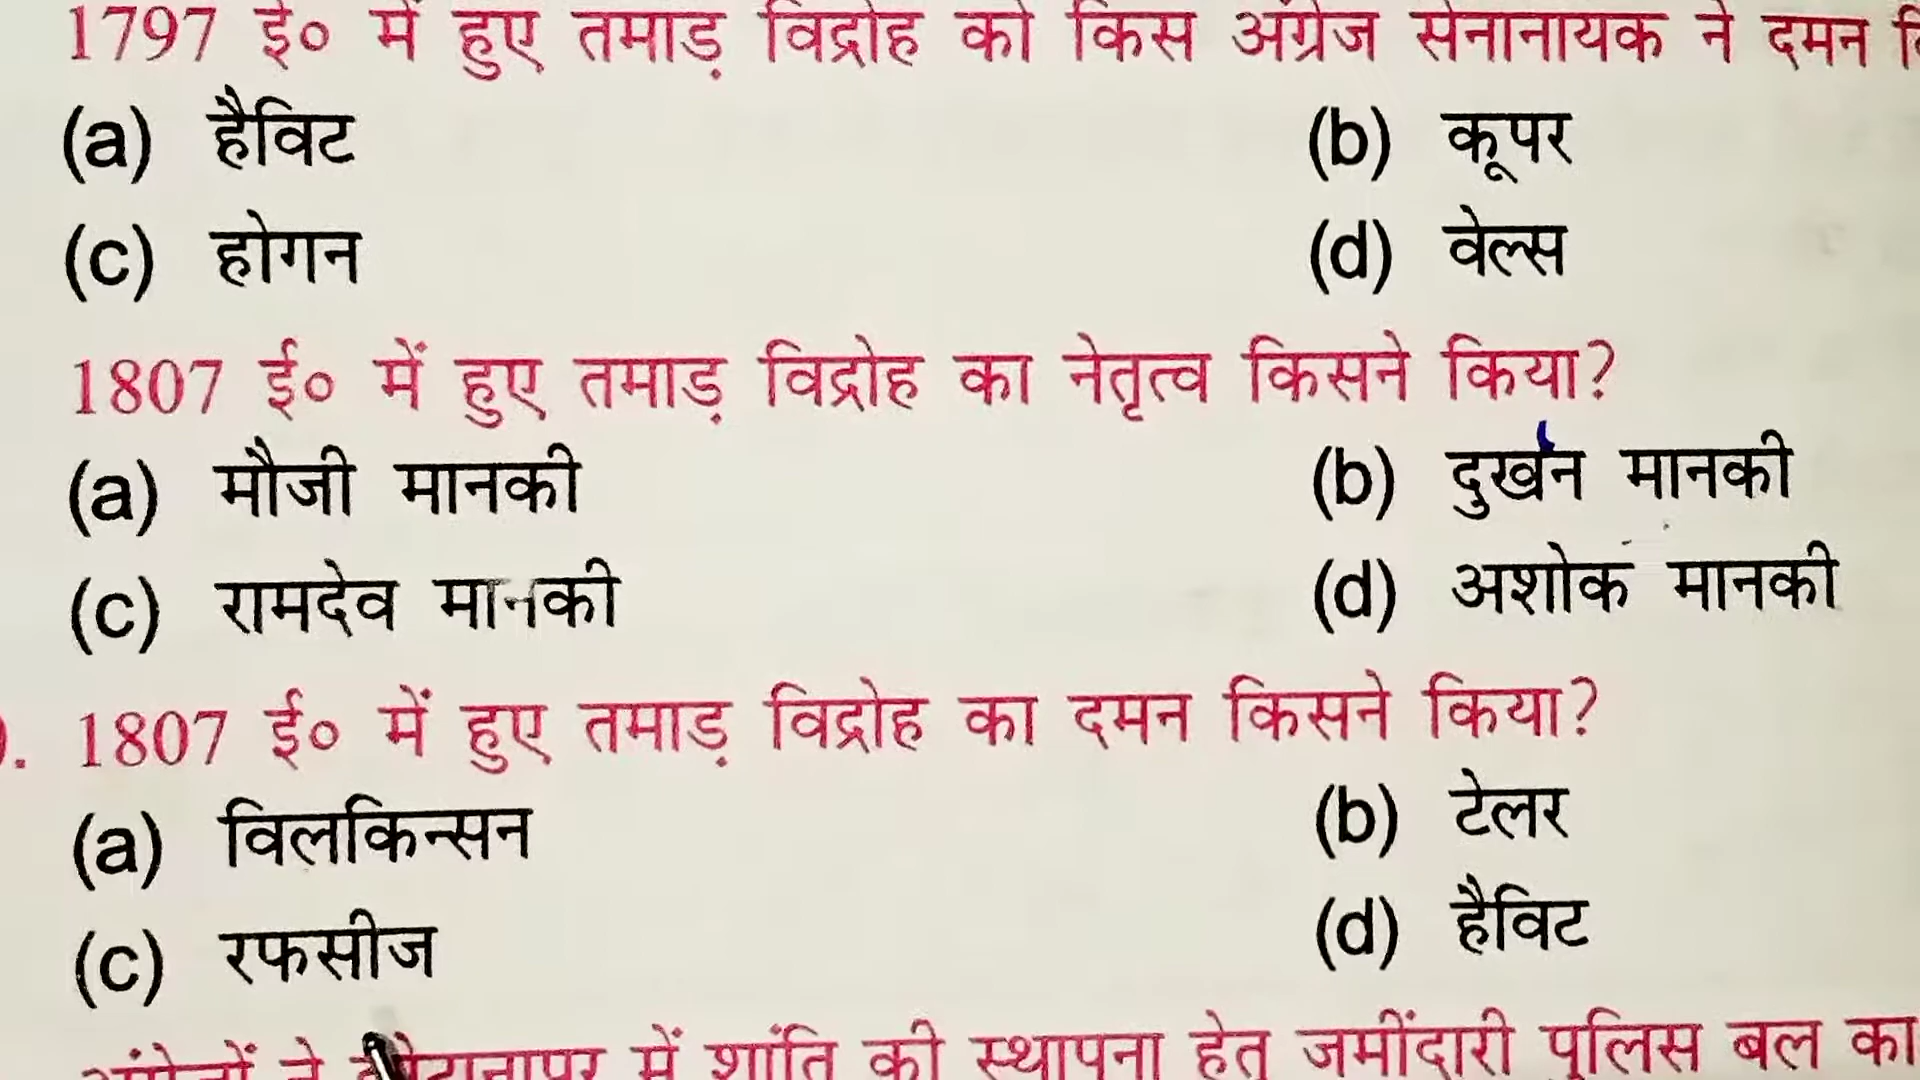 1797 ई० में हुए तमाड़ विद्रोह को किस अंग्रेज सेनानायक ने दमन
(a) हैविट (b) कूपर
(c) होगन (d) वेल्स
1807 ई० में हुए तमाड़ विद्रोह का नेतृत्व किसने किया?
(a) मौजी मानकी (b) दुखन मानकी
(c) रामदेव मानकी (d) अशोक मानकी
. 1807 ई० में हुए तमाड़ विद्रोह का दमन किसने किया?
(a) विलकिन्सन (b) टेलर
(c) रफसीज (d) हैविट
में शांति की स्थापना हेतु जमींदारी पुलिस बल का